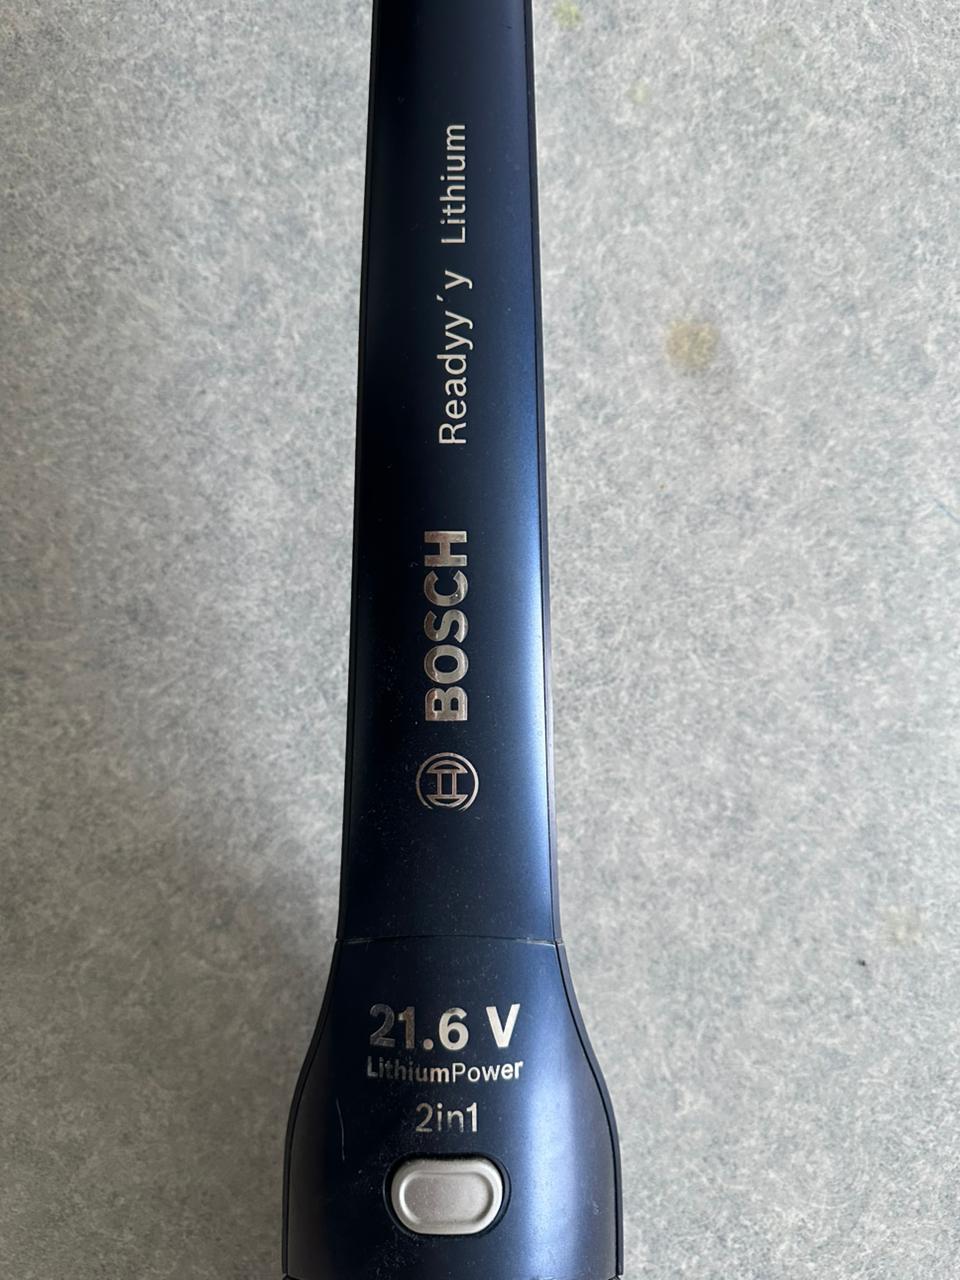 Readyy´y Lithium
BOSCH
21.6 V
LithiumPower
2in1